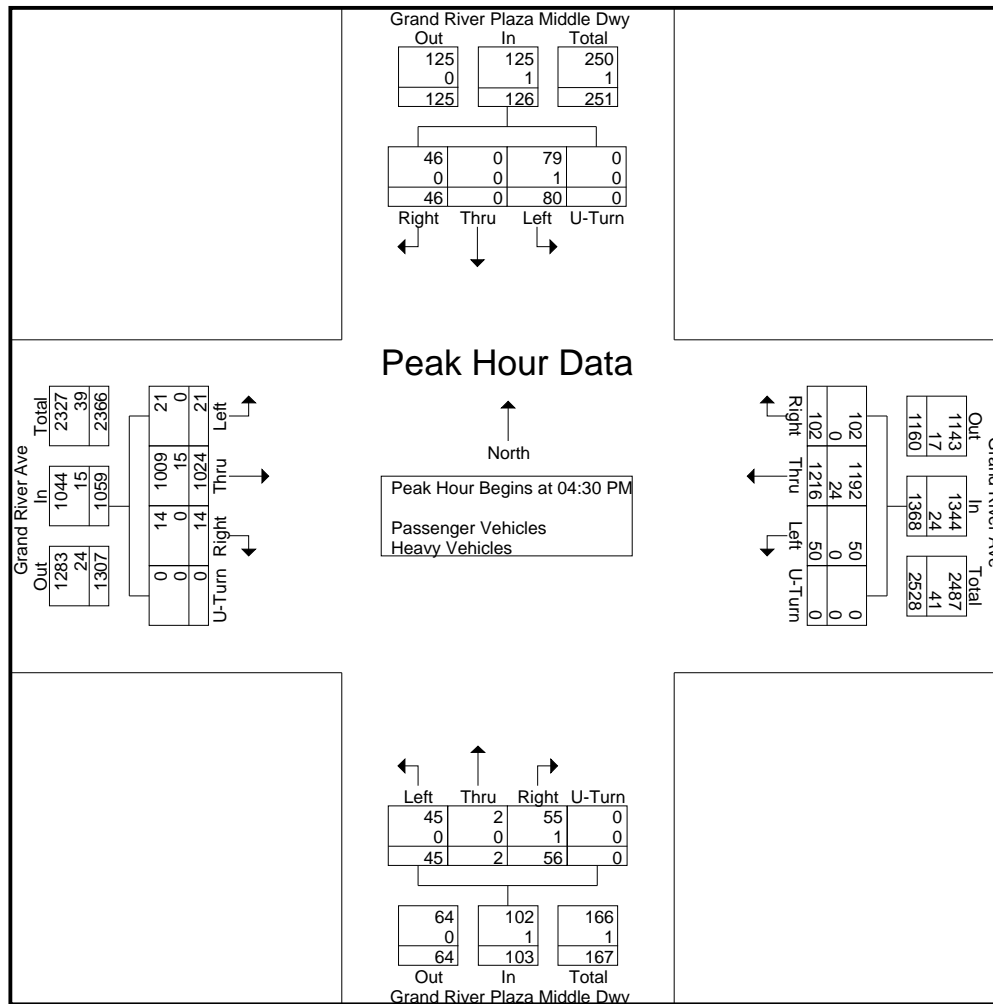 Grand River Plaza Middle Dwy
Out In Total
125 125 250
0 1 1
125 126 251
46 0 79 0
0 0 1 0
46 0 80 0
Right Thru Left U-Turn
Peak Hour Data
North
Peak Hour Begins at 04:30 PM
Passenger Vehicles
Heavy Vehicles
Grand River Ave
Out In Total
1283 1044 2327
24 15 39
1307 1059 2366
0 14 1009 21
0 0 15 0
0 14 1024 21
U-Turn Right Thru Left
Grand River Ave
Out In Total
1143 1344 2487
17 24 41
1160 1368 2528
102 1192 50 0
0 24 0 0
102 1216 50 0
Right Thru Left U-Turn
Left Thru Right U-Turn
45 2 55 0
0 0 1 0
45 2 56 0
64 102 166
0 1 1
64 103 167
Out In Total
Grand River Plaza Middle Dwy